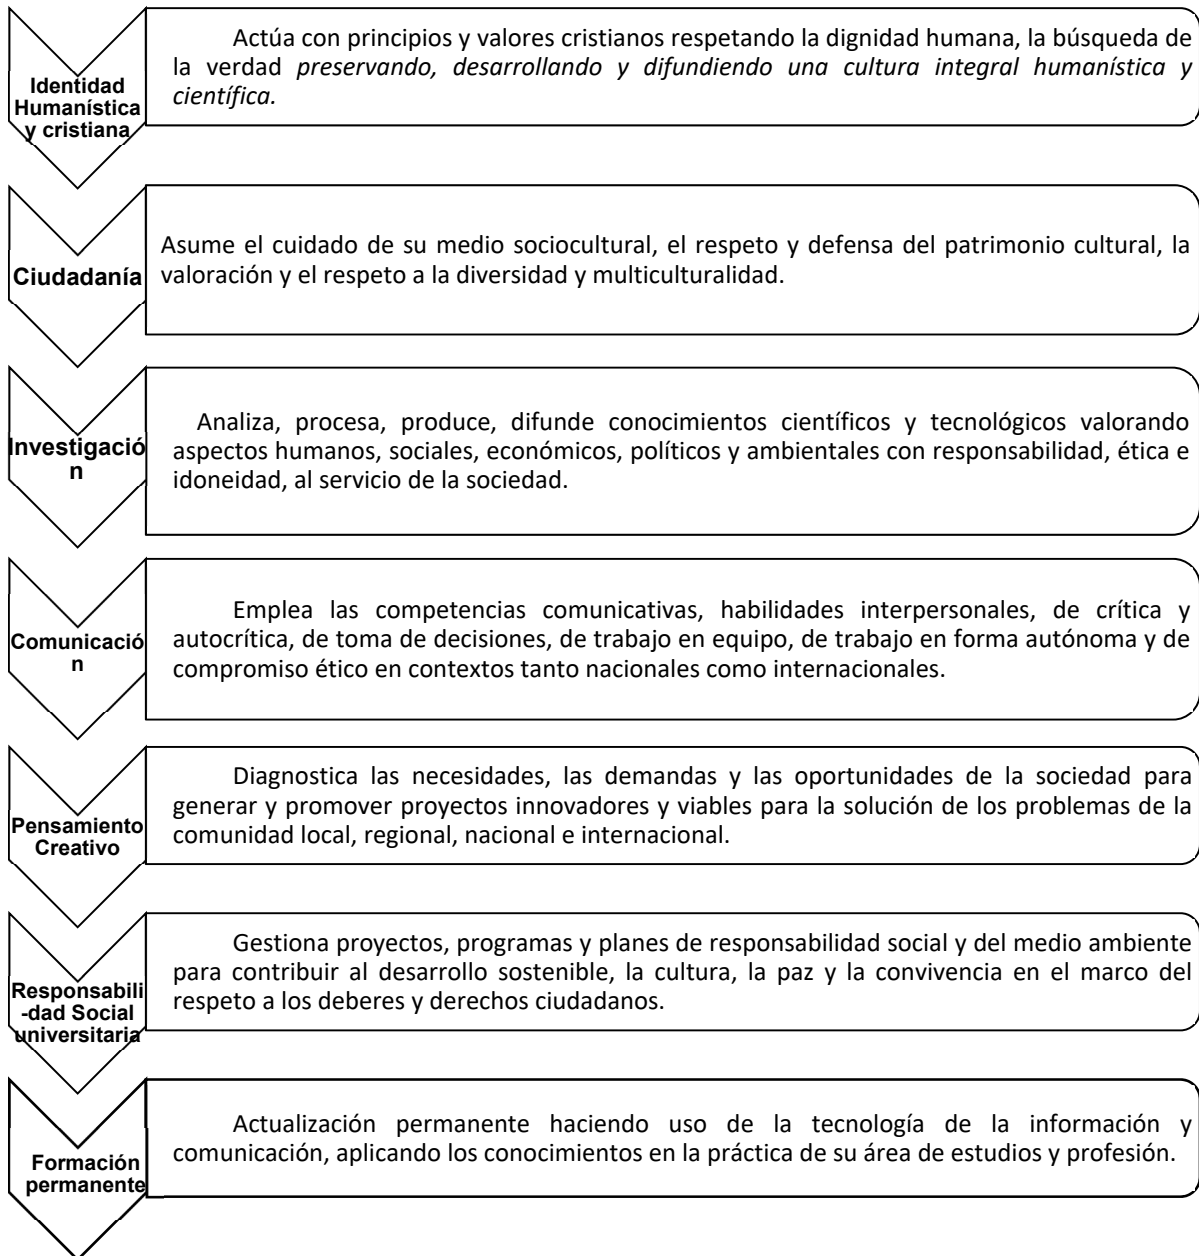 Identidad
Humanística
y cristiana
Actúa con principios y valores cristianos respetando la dignidad humana, la búsqueda de
la verdad preservando, desarrollando y difundiendo una cultura integral humanística y
científica.
Ciudadanía
Asume el cuidado de su medio sociocultural, el respeto y defensa del patrimonio cultural, la
valoración y el respeto a la diversidad y multiculturalidad.
Investigació
n
Analiza, procesa, produce, difunde conocimientos científicos y tecnológicos valorando
aspectos humanos, sociales, económicos, políticos y ambientales con responsabilidad, ética e
idoneidad, al servicio de la sociedad.
Comunicació
n
Emplea las competencias comunicativas, habilidades interpersonales, de crítica y
autocrítica, de toma de decisiones, de trabajo en equipo, de trabajo en forma autónoma y de
compromiso ético en contextos tanto nacionales como internacionales.
Pensamiento
Creativo
Diagnostica las necesidades, las demandas y las oportunidades de la sociedad para
generar y promover proyectos innovadores y viables para la solución de los problemas de la
comunidad local, regional, nacional e internacional.
Responsabili
-dad Social
universitaria
Gestiona proyectos, programas y planes de responsabilidad social y del medio ambiente
para contribuir al desarrollo sostenible, la cultura, la paz y la convivencia en el marco del
respeto a los deberes y derechos ciudadanos.
Formación
permanente
Actualización permanente haciendo uso de la tecnología de la información y
comunicación, aplicando los conocimientos en la práctica de su área de estudios y profesión.